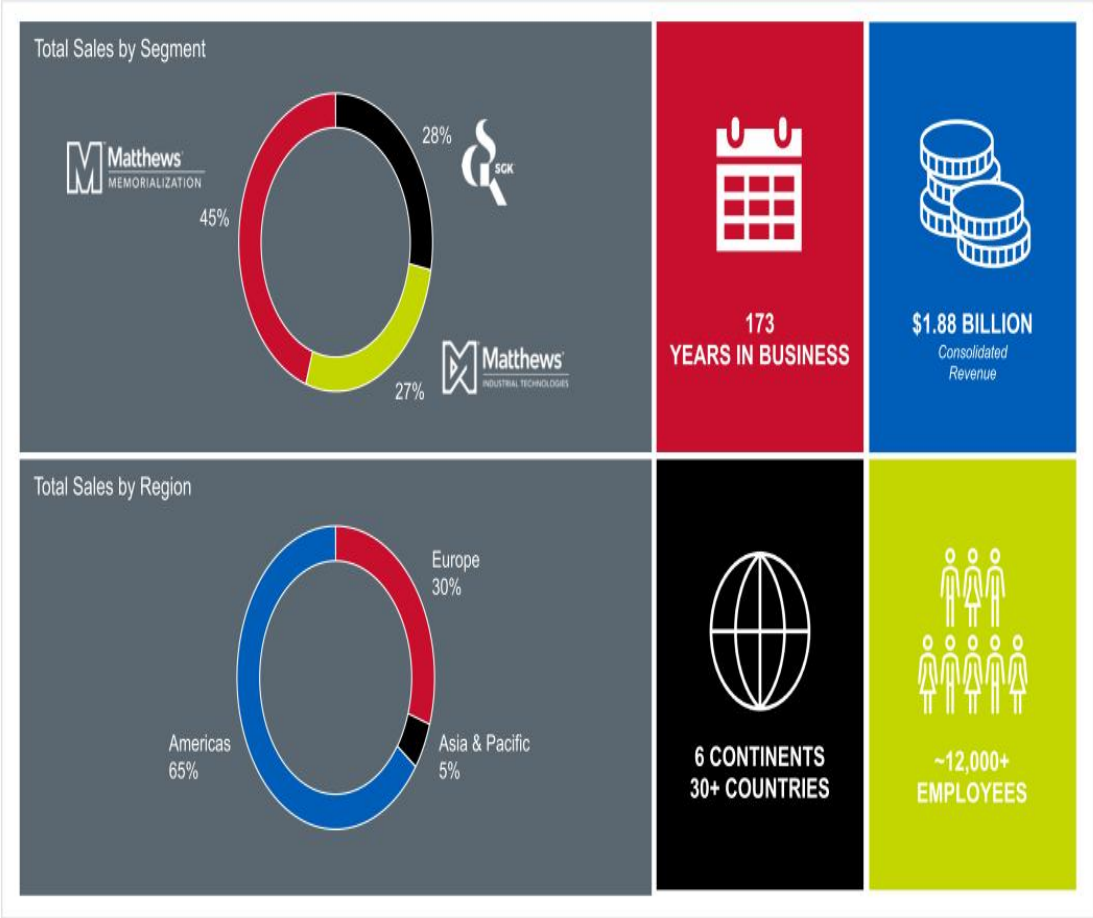 Total Sales by Segment
28%
SGK
Matthews
MEMORIALIZATION
45%
Matthews
INDUSTRIAL TECHNOLOGIES
27%
173
YEARS IN BUSINESS
$1.88 BILLION
Consolidated
Revenue
Total Sales by Region
Europe
30%
Americas
65%
Asia & Pacific
5%
6 CONTINENTS
30+ COUNTRIES
~12,000+
EMPLOYEES